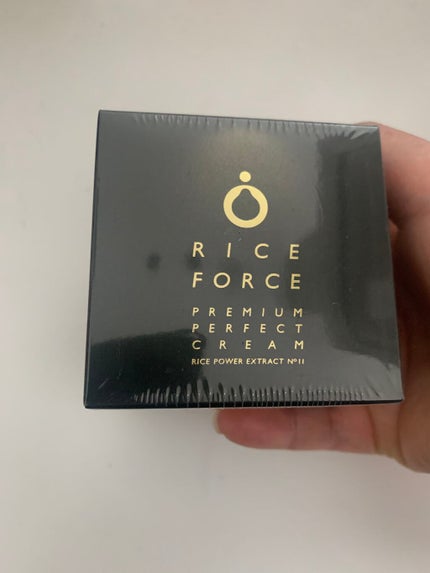 RICE
FORCE
PREMIUM
PERFECT
CREAM
RICE POWER EXTRACT Nº11